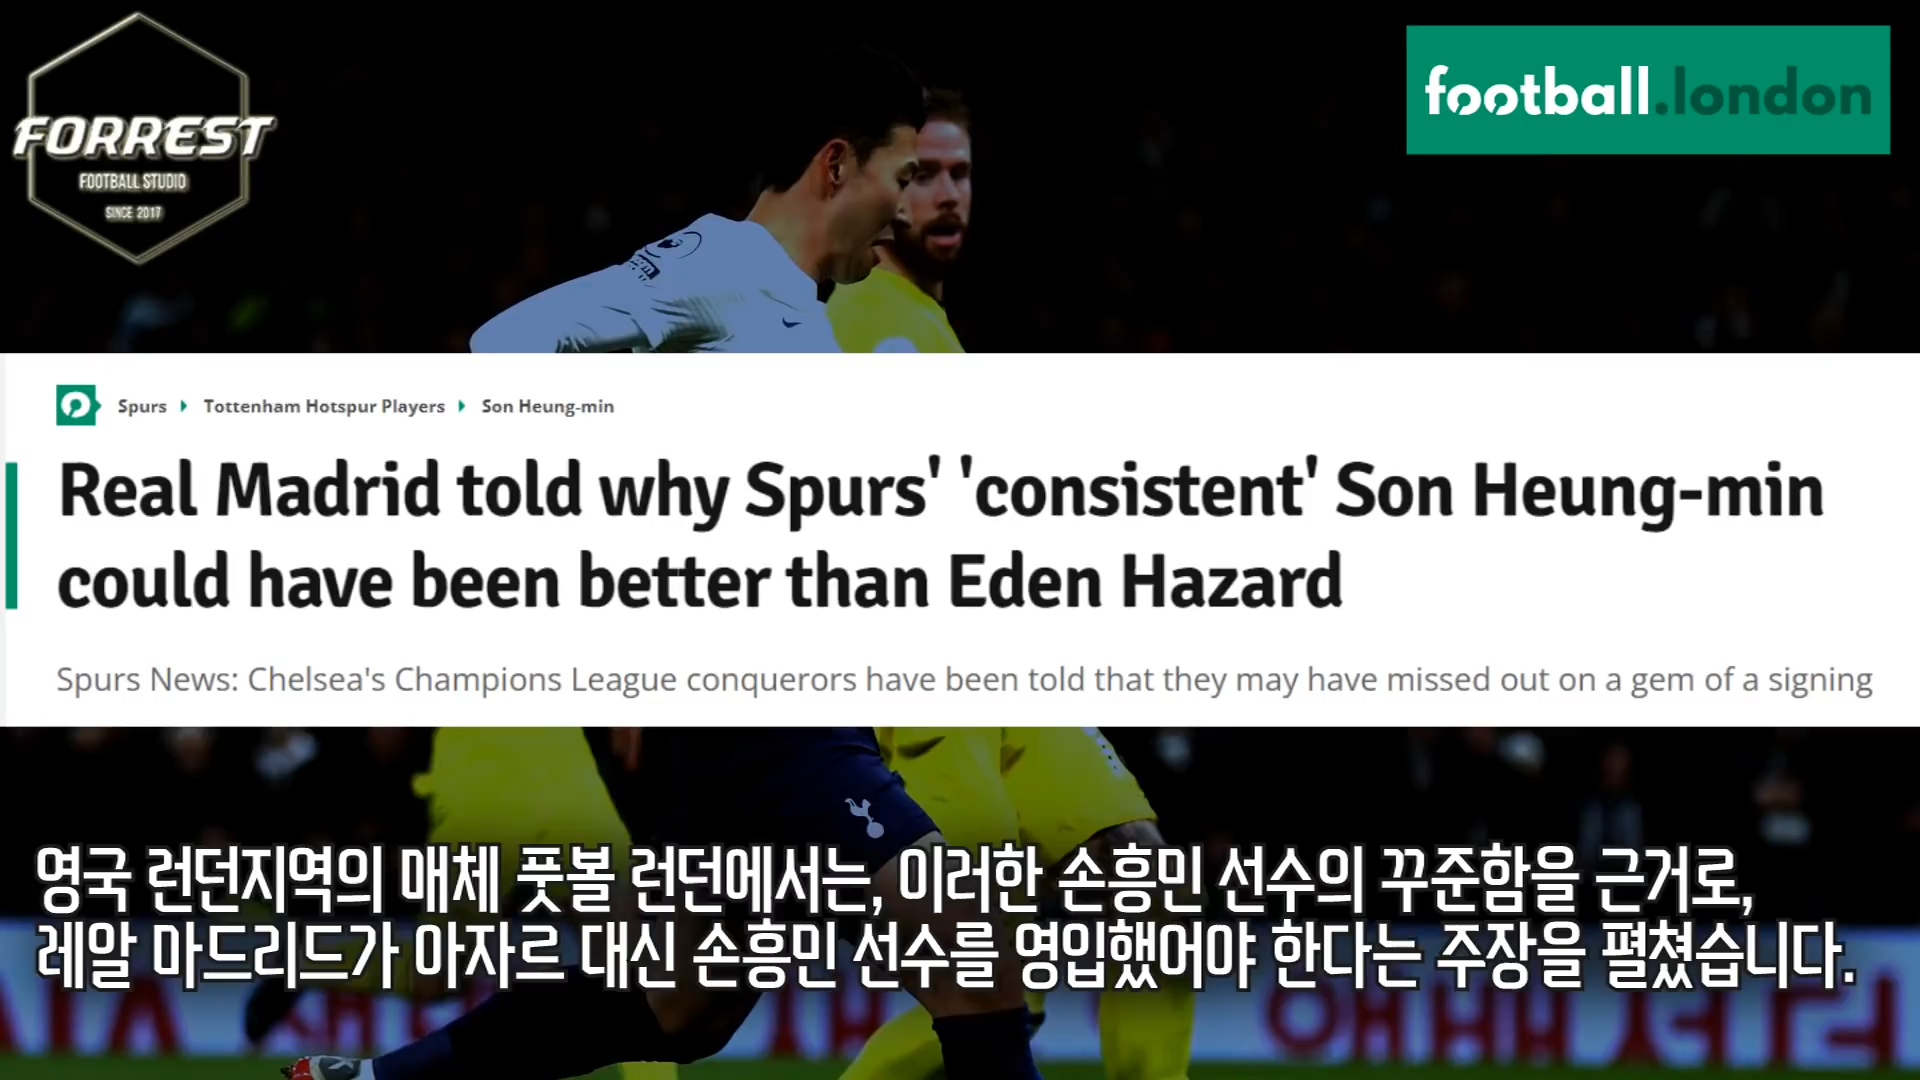 FORREST
FOOTBALL STUDIO
SINCE 2017
football.london
Spurs Tottenham Hotspur Players Son Heung-min
Real Madrid told why Spurs' 'consistent' Son Heung-min
could have been better than Eden Hazard
Spurs News: Chelsea's Champions League conquerors have been told that they may have missed out on a gem of a signing
영국 런던지역의 매체 풋볼 런던에서는, 이러한 손흥민 선수의 꾸준함을 근거로,
레알 마드리드가 아자르 대신 손흥민 선수를 영입했어야 한다는 주장을 펼쳤습니다.